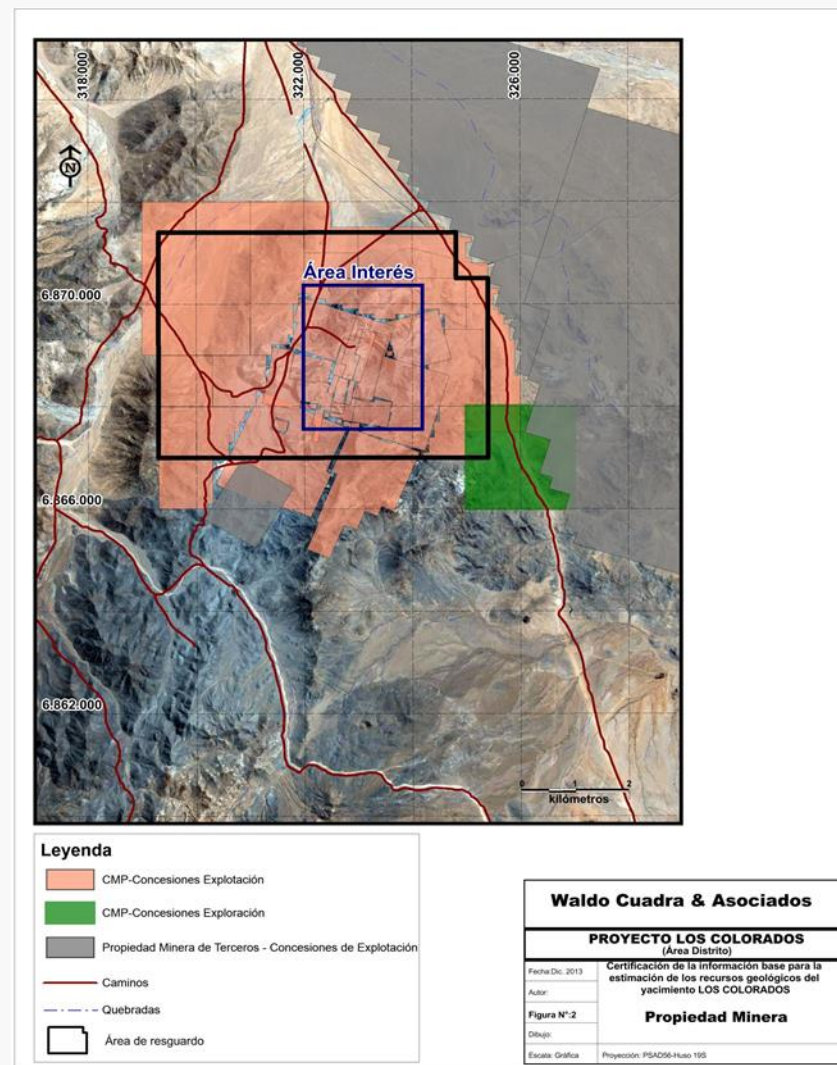 318.000
322.000
326.000
N
Área Interés
6.870.000
6.866.000
6.862.000
0 1 2
kilómetros
Leyenda
CMP-Concesiones Explotación
CMP-Concesiones Exploración
Propiedad Minera de Terceros - Concesiones de Explotación
Caminos
Quebradas
Área de resguardo
Waldo Cuadra & Asociados
PROYECTO LOS COLORADOS
(Área Distrito)
Fecha:Dic. 2013
Certificación de la información base para la
estimación de los recursos geológicos del
yacimiento LOS COLORADOS
Autor:
Figura N°:2
Propiedad Minera
Dibujo:
Escala: Gráfica
Proyección: PSAD56-Huso 19S